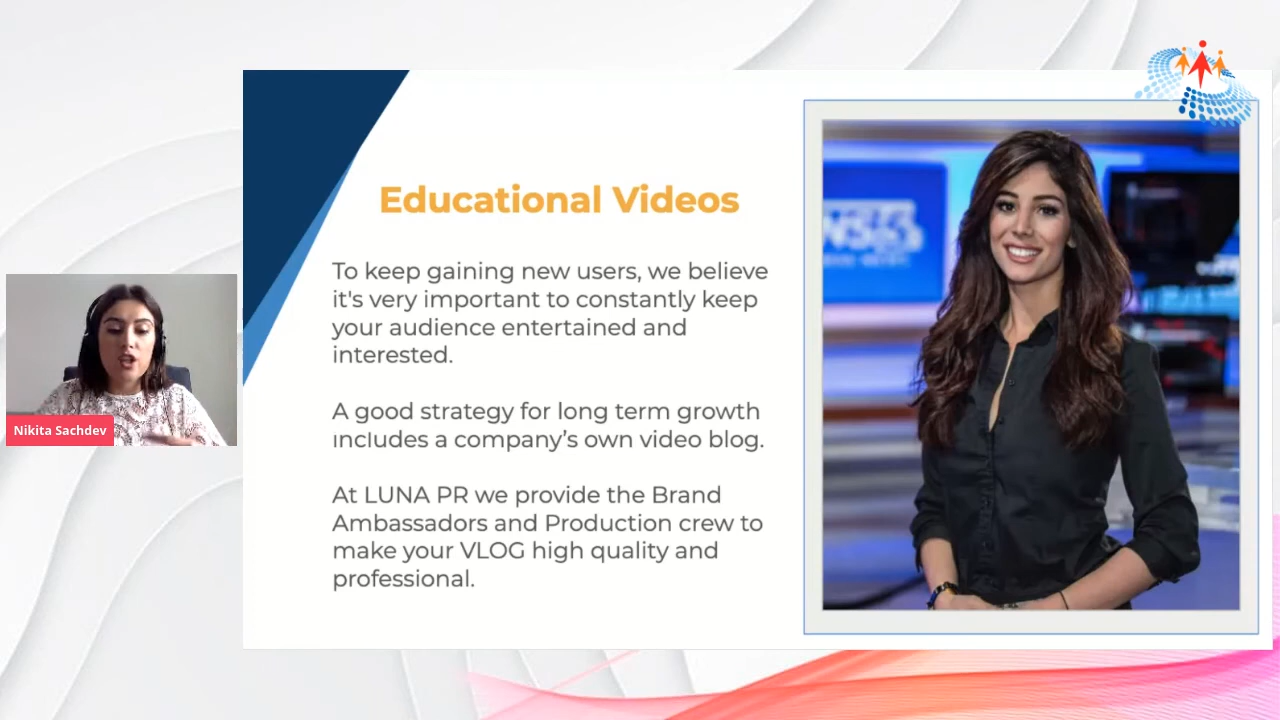 Educational Videos
To keep gaining new users, we believe
it's very important to constantly keep
your audience entertained and
interested.
A good strategy for long term growth
includes a company's own video blog.
At LUNA PR we provide the Brand
Ambassadors and Production crew to
make your VLOG high quality and
professional.
Nikita Sachdev